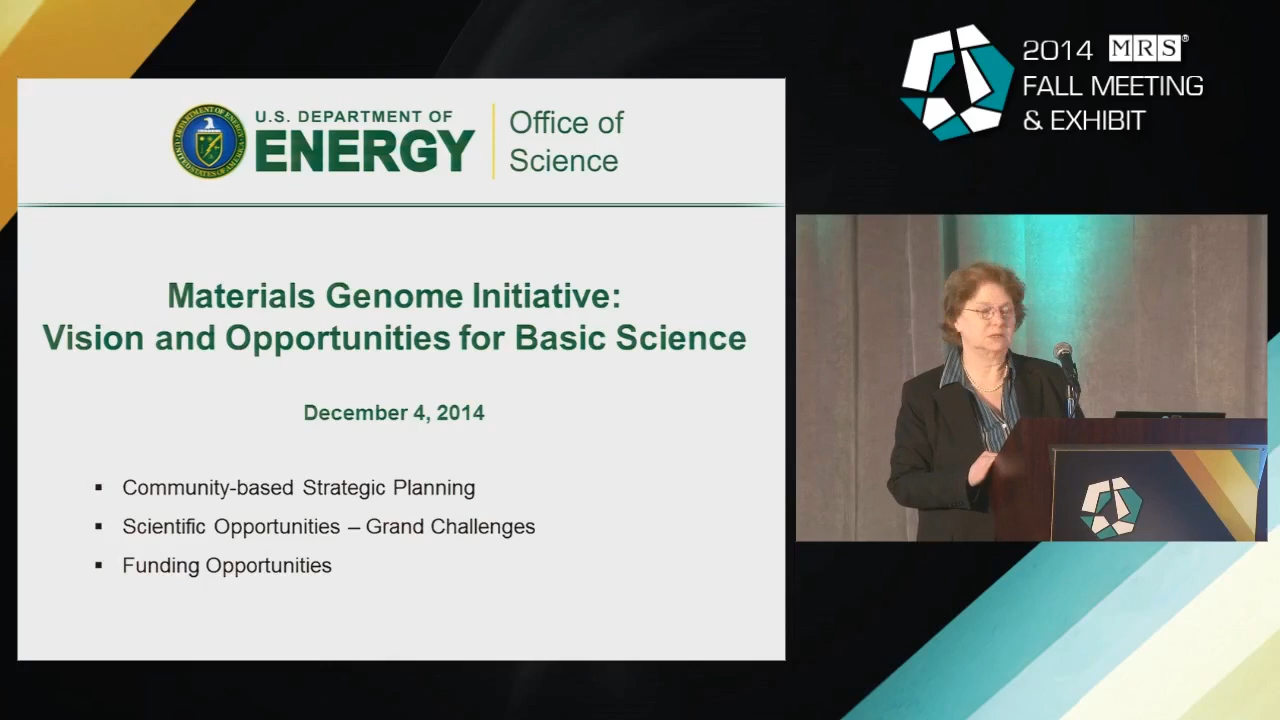 U.S. DEPARTMENT OF
ENERGY
Office of
Science
Materials Genome Initiative:
Vision and Opportunities for Basic Science
December 4, 2014
▪ Community-based Strategic Planning
▪ Scientific Opportunities – Grand Challenges
▪ Funding Opportunities
2014 MRS®
FALL MEETING
& EXHIBIT